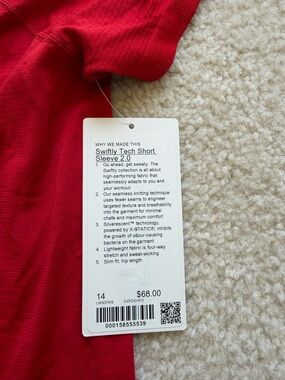 WHY WE MADE THIS
Swiftly Tech Short
Sleeve 2.0
1. Go ahead, get sweaty. The
Swiftly collection is all about
high-performing fabric that
seamlessly adapts to you and
your workout
2. Our seamless knitting technique
uses fewer seams to engineer
targeted texture and breathability
into the garment for minimal
chafe and maximum comfort
3. Silverescent™ technology,
powered by X-STATIC®, inhibits
the growth of odour-causing
bacteria on the garment
4. Lightweight fabric is four-way
stretch and sweat-wicking
5. Slim fit, hip length
14 $68.00
000158555539